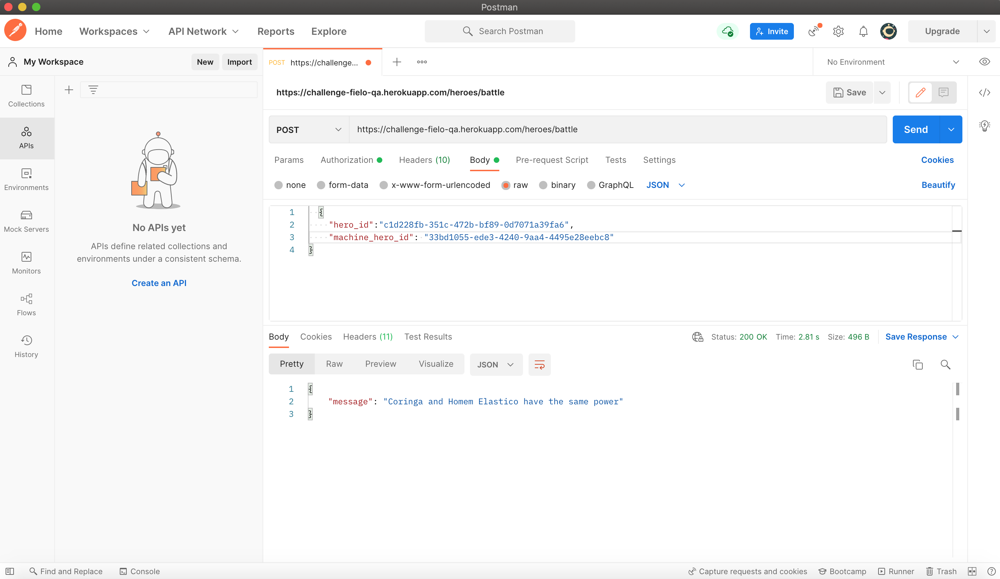 Postman
Home
Workspaces
API Network
Reports
Explore
Search Postman
Invite
Upgrade
My Workspace
New
Import
POST https://challenge...
No Environment
Collections
APIs
Environments
Mock Servers
Monitors
Flows
History
No APIs yet
APIs define related collections and
environments under a consistent schema.
Create an API
https://challenge-fielo-qa.herokuapp.com/heroes/battle
Save
POST
https://challenge-fielo-qa.herokuapp.com/heroes/battle
Send
Params
Authorization
Headers (10)
Body
Pre-request Script
Tests
Settings
Cookies
none
form-data
x-www-form-urlencoded
raw
binary
GraphQL
JSON
Beautify
1 {
2 "hero_id":"c1d228fb-351c-472b-bf89-0d7071a39fa6",
3 "machine_hero_id": "33bd1055-ede3-4240-9aa4-4495e28eebc8"
4 }
Body
Cookies
Headers (11)
Test Results
Status: 200 OK
Time: 2.81 s
Size: 496 B
Save Response
Pretty
Raw
Preview
Visualize
JSON
1 {
2 "message": "Coringa and Homem Elastico have the same power"
3 }
Find and Replace
Console
Capture requests and cookies
Bootcamp
Runner
Trash